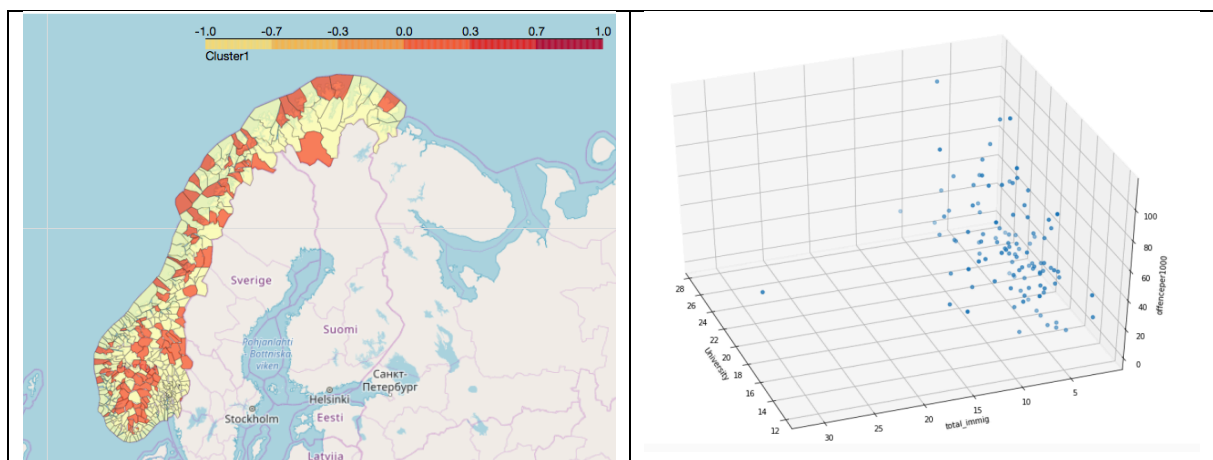 -1.0 -0.7 -0.3 0.0 0.3 0.7 1.0
Cluster1
Sverige
Suomi
Pohjanlahti
Bottniska
viken
Санкт-
Петербург
Helsinki
Stockholm
Eesti
Latvija
100
80
60
40
20
0
offenceper1000
28
26
24
22
20
18
16
14
12
University
30
25
20
15
10
5
total_immig